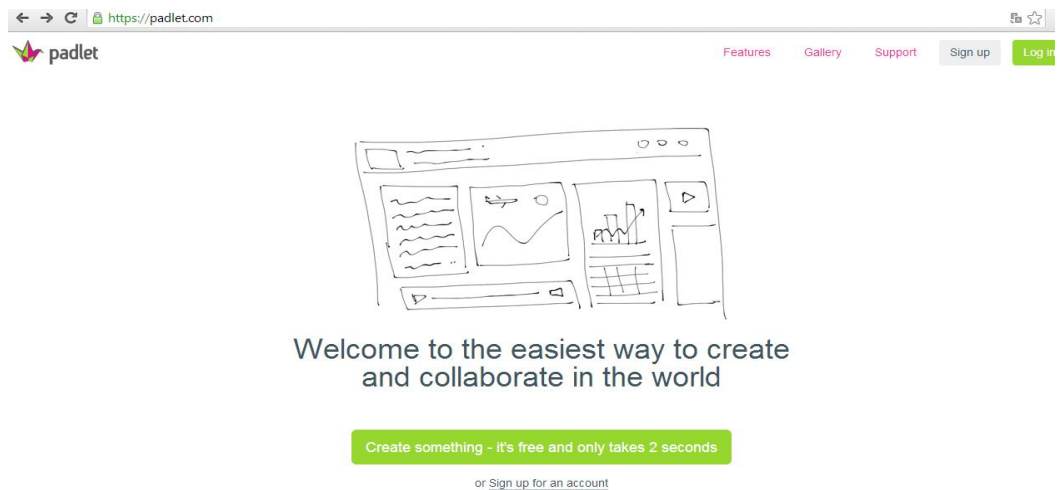 https://padlet.com
padlet
Features Gallery Support Sign up Log in
Welcome to the easiest way to create
and collaborate in the world
Create something - it's free and only takes 2 seconds
or Sign up for an account